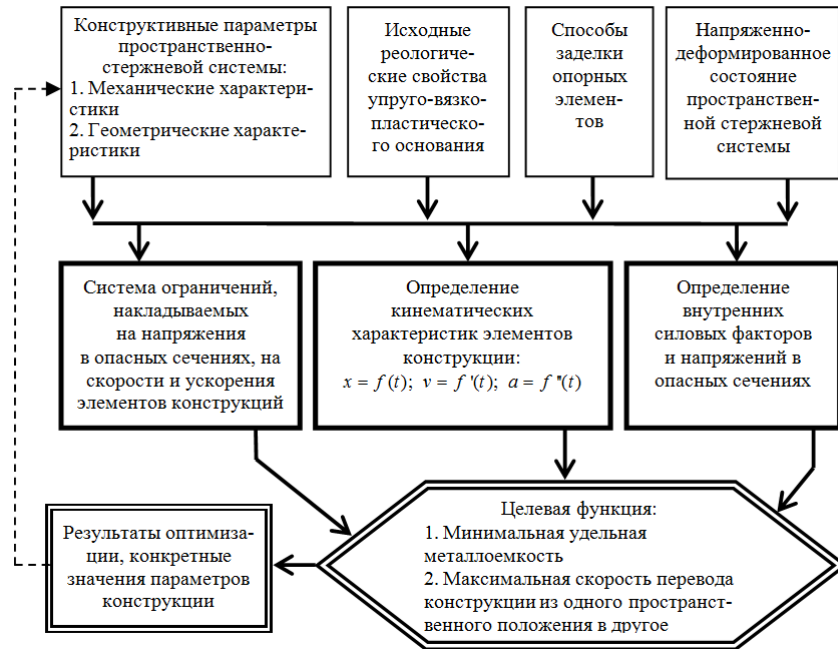 Конструктивные параметры
пространственно-
стержневой системы:
1. Механические характери-
стики
2. Геометрические характе-
ристики
Исходные
реологиче-
ские свойства
упруго-вязко-
пластическо-
го основания
Способы
заделки
опорных
элемен-
тов
Напряженно-
деформированное
состояние
пространствен-
ной стержневой
системы
Система ограничений,
накладываемых
на напряжения
в опасных сечениях, на
скорости и ускорения
элементов конструкций
Определение
кинематических
характеристик элементов
конструкции:
x = f(t); v = f '(t); a = f "(t)
Определение
внутренних
силовых факторов
и напряжений в
опасных сечениях
Результаты оптимиза-
ции, конкретные
значения параметров
конструкции
Целевая функция:
1. Минимальная удельная
металлоемкость
2. Максимальная скорость перевода
конструкции из одного пространст-
венного положения в другое